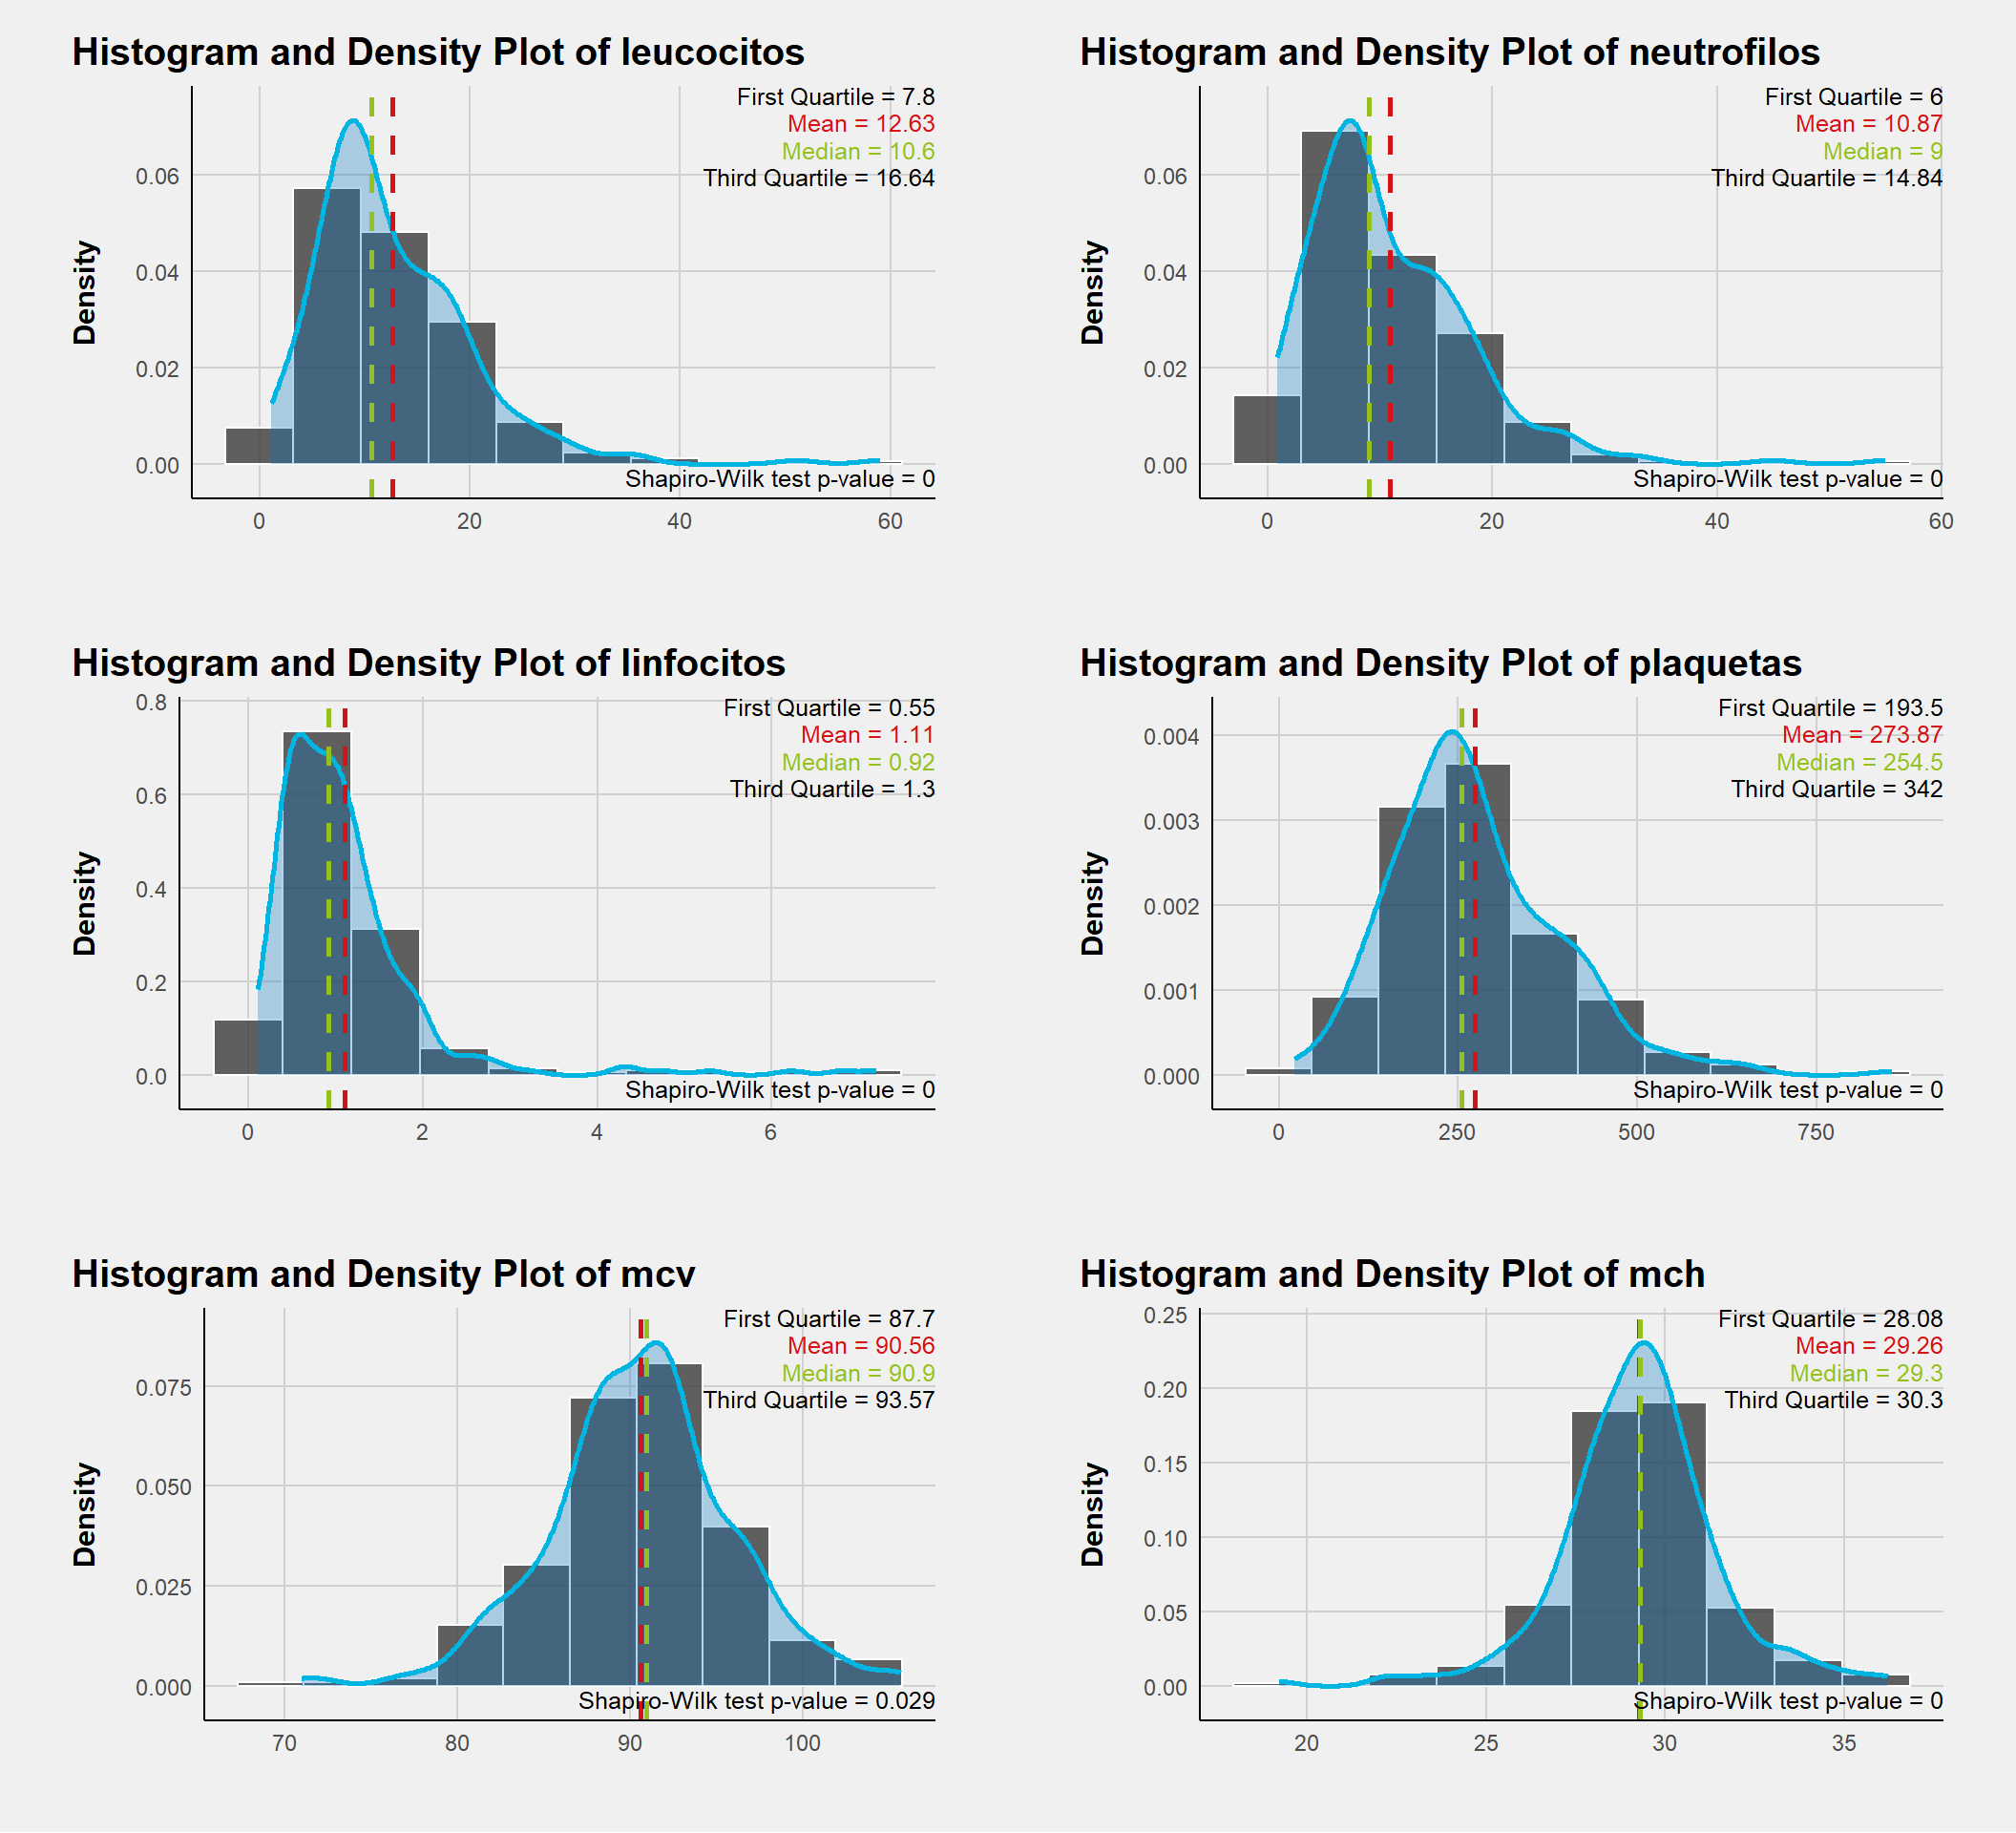 Histogram and Density Plot of leucocitos
First Quartile = 7.8
Mean = 12.63
Median = 10.6
Third Quartile = 16.64
Density
0.06
0.04
0.02
0.00
Shapiro-Wilk test p-value = 0
0 20 40 60
Histogram and Density Plot of neutrofilos
First Quartile = 6
Mean = 10.87
Median = 9
Third Quartile = 14.84
Density
0.06
0.04
0.02
0.00
Shapiro-Wilk test p-value = 0
0 20 40 60
Histogram and Density Plot of linfocitos
First Quartile = 0.55
Mean = 1.11
Median = 0.92
Third Quartile = 1.3
Density
0.8
0.6
0.4
0.2
0.0
Shapiro-Wilk test p-value = 0
0 2 4 6
Histogram and Density Plot of plaquetas
First Quartile = 193.5
Mean = 273.87
Median = 254.5
Third Quartile = 342
Density
0.004
0.003
0.002
0.001
0.000
Shapiro-Wilk test p-value = 0
0 250 500 750
Histogram and Density Plot of mcv
First Quartile = 87.7
Mean = 90.56
Median = 90.9
Third Quartile = 93.57
Density
0.075
0.050
0.025
0.000
Shapiro-Wilk test p-value = 0.029
70 80 90 100
Histogram and Density Plot of mch
First Quartile = 28.08
Mean = 29.26
Median = 29.3
Third Quartile = 30.3
Density
0.25
0.20
0.15
0.10
0.05
0.00
Shapiro-Wilk test p-value = 0
20 25 30 35